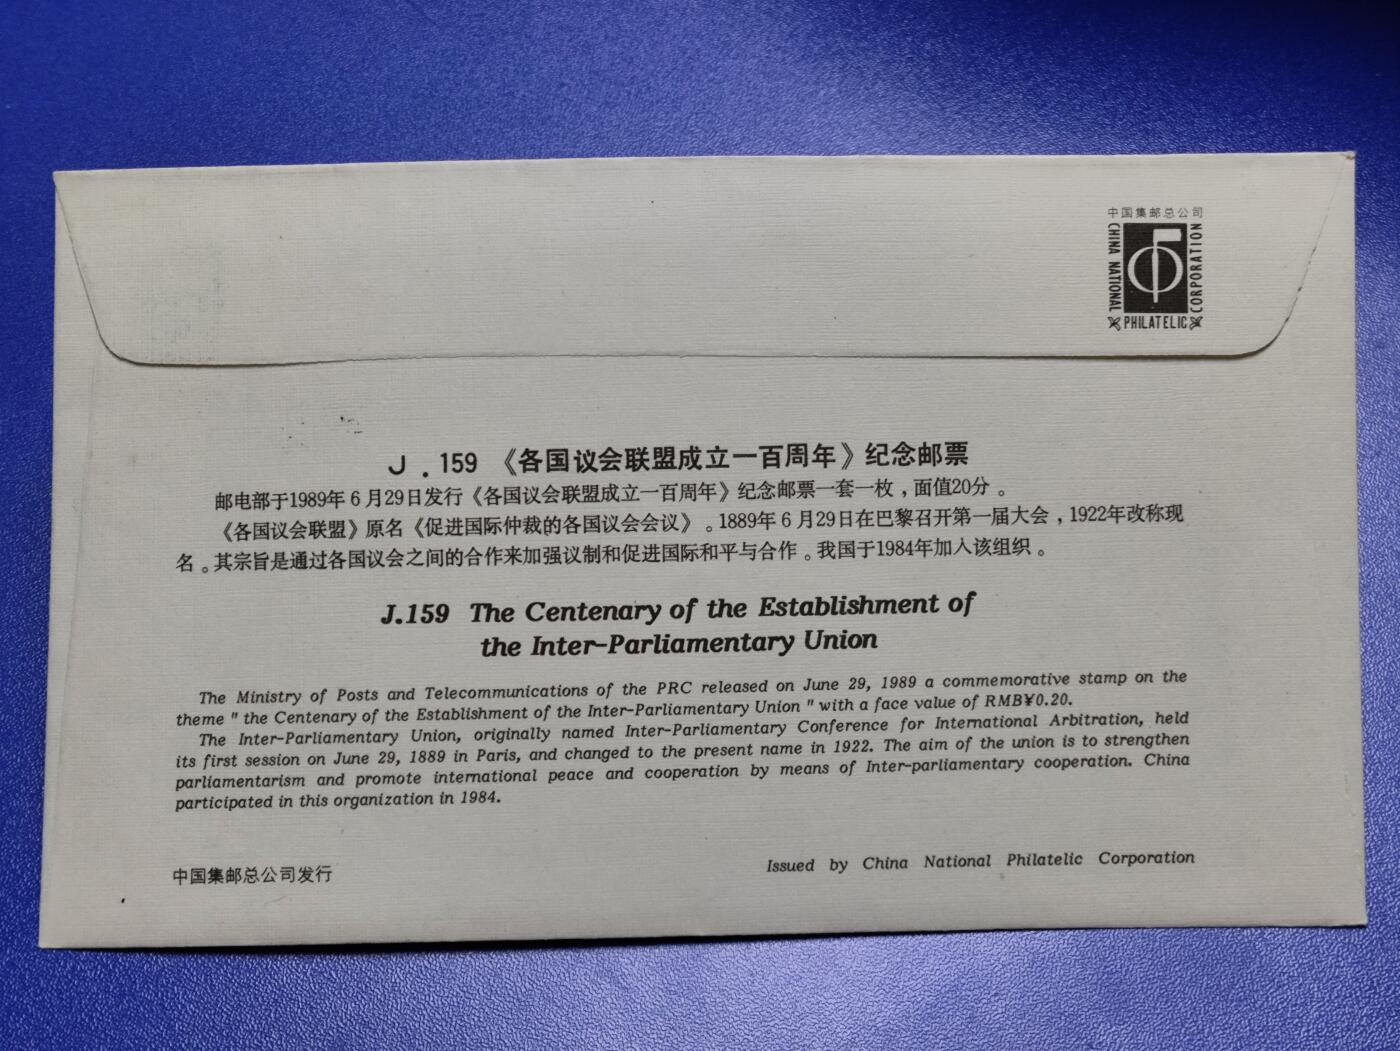 中国集邮总公司
CHINA NATIONAL
CORPORATION
PHILATELIC
J.159 《各国议会联盟成立一百周年》纪念邮票
邮电部于1989年6月29日发行《各国议会联盟成立一百周年》纪念邮票一套一枚，面值20分。
《各国议会联盟》原名《促进国际仲裁的各国议会会议》。1889年6月29日在巴黎召开第一届大会，1922年改称现
名。其宗旨是通过各国议会之间的合作来加强议制和促进国际和平与合作。我国于1984年加入该组织。
J.159 The Centenary of the Establishment of
the Inter-Parliamentary Union
The Ministry of Posts and Telecommunications of the PRC released on June 29, 1989 a commemorative stamp on the
theme " the Centenary of the Establishment of the Inter-Parliamentary Union " with a face value of RMB¥0.20.
The Inter-Parliamentary Union, originally named Inter-Parliamentary Conference for International Arbitration, held
its first session on June 29, 1889 in Paris, and changed to the present name in 1922. The aim of the union is to strengthen
parliamentarism and promote international peace and cooperation by means of Inter-parliamentary cooperation. China
participated in this organization in 1984.
中国集邮总公司发行
Issued by China National Philatelic Corporation